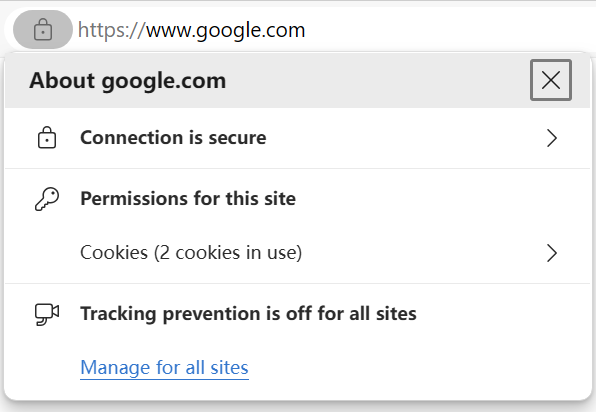 https://www.google.com
About google.com
Connection is secure
Permissions for this site
Cookies (2 cookies in use)
Tracking prevention is off for all sites
Manage for all sites